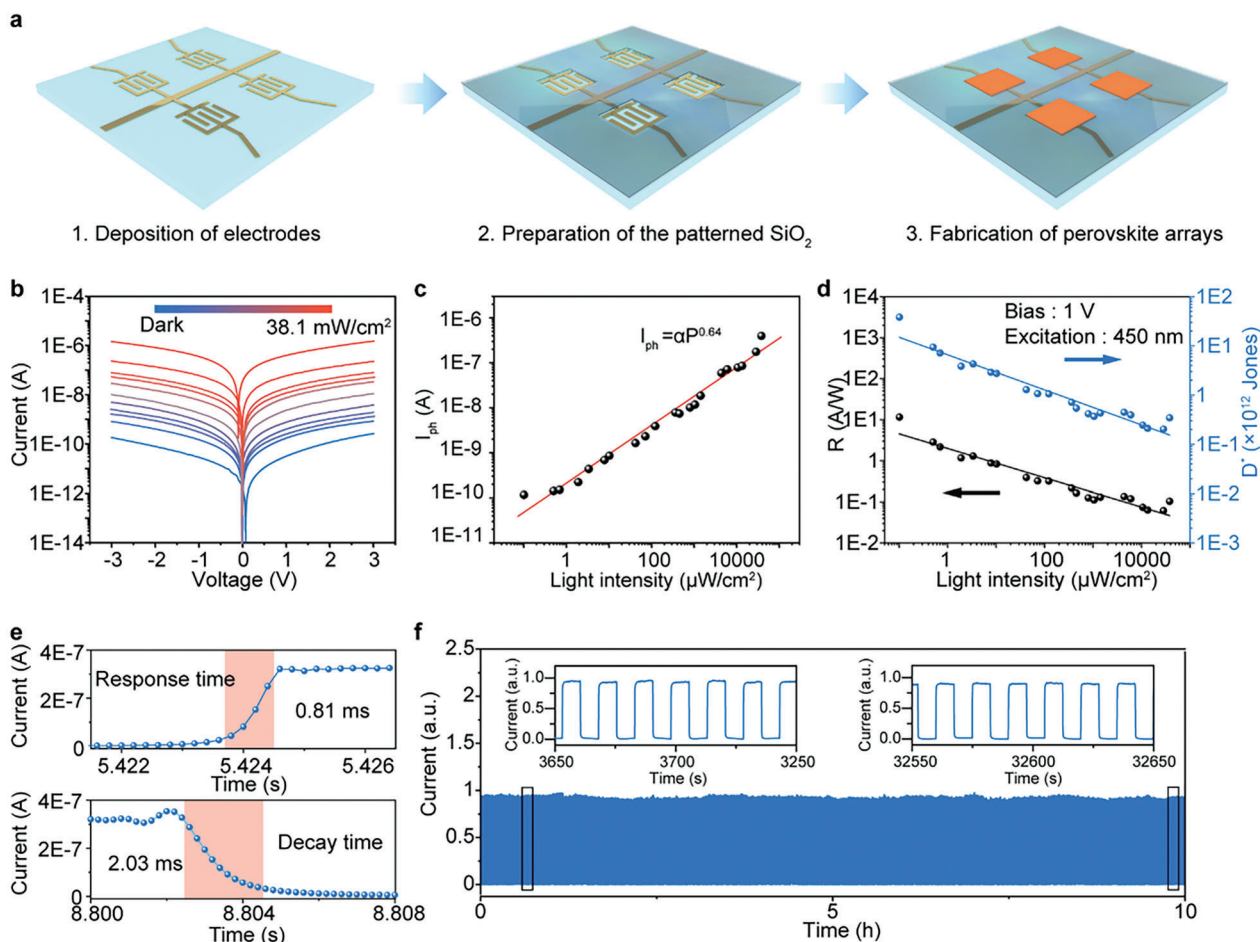 a
1. Deposition of electrodes
2. Preparation of the patterned SiO₂
3. Fabrication of perovskite arrays
b
Current (A)
1E-4
1E-6
1E-8
1E-10
1E-12
1E-14
Dark
38.1 mW/cm²
-3 -2 -1 0 1 2 3
Voltage (V)
c
I_ph (A)
1E-6
1E-7
1E-8
1E-9
1E-10
1E-11
I_ph =αP^0.64
1 100 10000
Light intensity (μW/cm²)
d
R (A/W)
1E4
1E3
1E2
1E1
1
1E-1
1E-2
Bias : 1 V
Excitation : 450 nm
1E2
1E1
1
1E-1
1E-2
1E-3
D* (×10¹² Jones)
1 100 10000
Light intensity (μW/cm²)
e
Current (A)
4E-7
2E-7
0
Response time
0.81 ms
5.422 5.424 5.426
Time (s)
Current (A)
4E-7
2E-7
0
Decay time
2.03 ms
8.800 8.804 8.808
Time (s)
f
Current (a.u.)
2.5
2
1.5
1
0.5
0
Current (a.u.)
1.0
0.5
0.0
3650 3700 3250
Time (s)
Current (a.u.)
1.0
0.5
0.0
32550 32600 32650
Time (s)
0 5 10
Time (h)